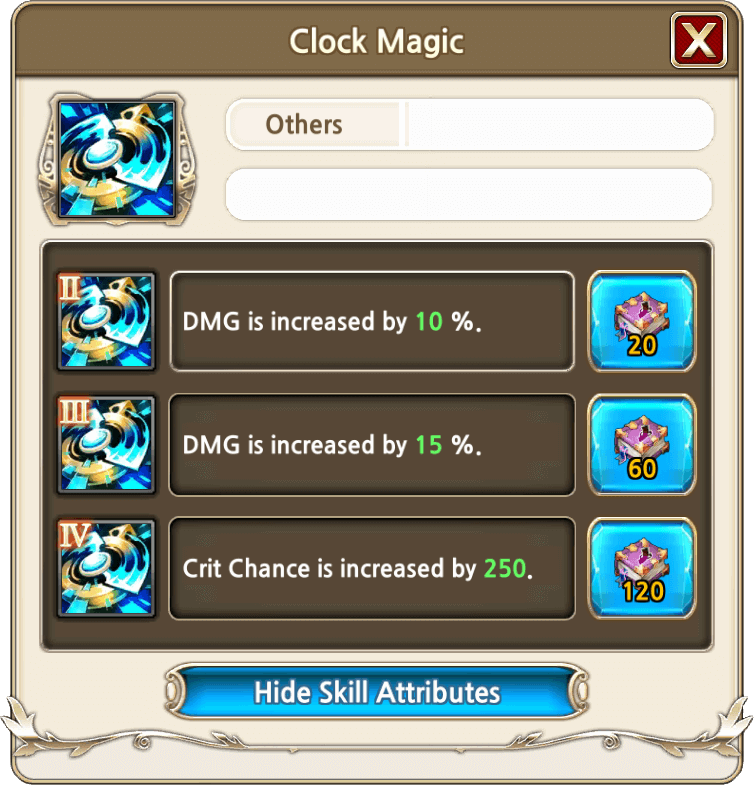 Clock Magic
X
Others
II
DMG is increased by 10 %.
20
III
DMG is increased by 15 %.
60
IV
Crit Chance is increased by 250.
120
Hide Skill Attributes